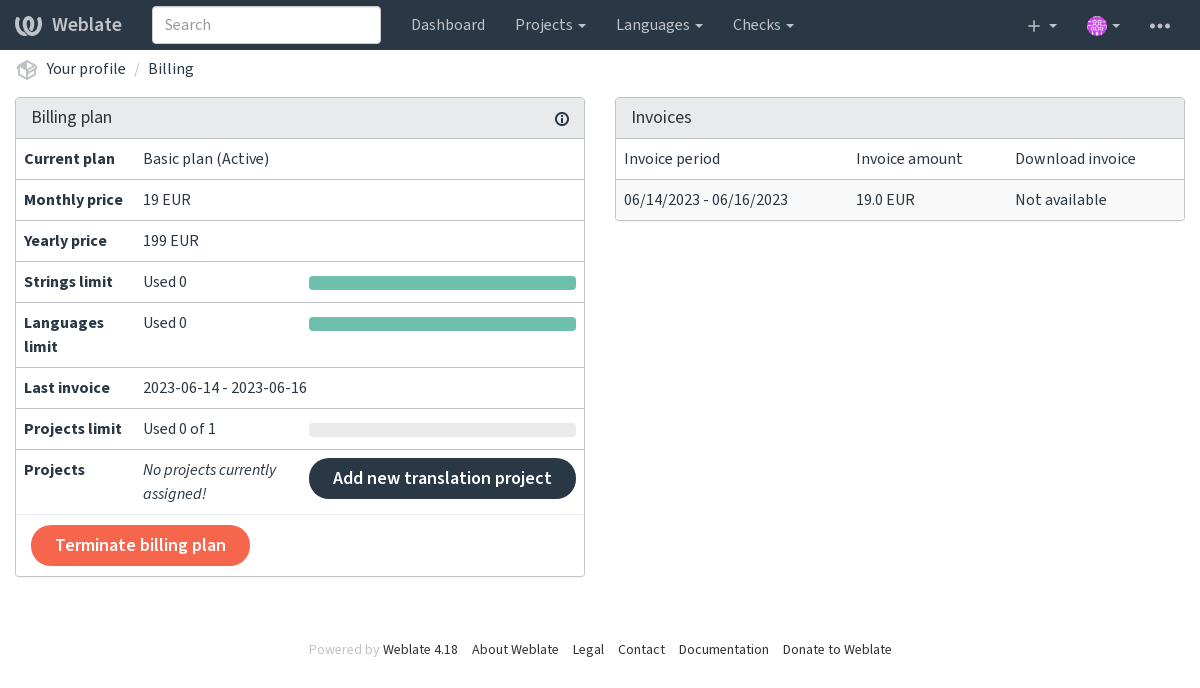 Weblate
Search
Dashboard
Projects
Languages
Checks
Your profile / Billing
Billing plan
Current plan Basic plan (Active)
Monthly price 19 EUR
Yearly price 199 EUR
Strings limit Used 0
Languages limit Used 0
Last invoice 2023-06-14 - 2023-06-16
Projects limit Used 0 of 1
Projects No projects currently assigned! Add new translation project
Terminate billing plan
Invoices
Invoice period Invoice amount Download invoice
06/14/2023 - 06/16/2023 19.0 EUR Not available
Powered by Weblate 4.18 About Weblate Legal Contact Documentation Donate to Weblate